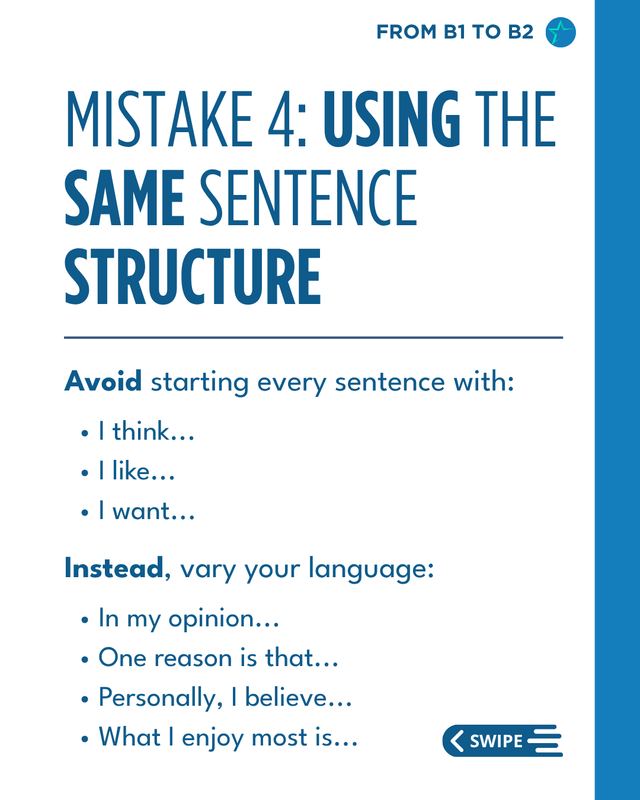 FROM B1 TO B2
MISTAKE 4: USING THE
SAME SENTENCE
STRUCTURE
Avoid starting every sentence with:
• I think...
• I like...
• I want...
Instead, vary your language:
• In my opinion...
• One reason is that...
• Personally, I believe...
• What I enjoy most is...
SWIPE